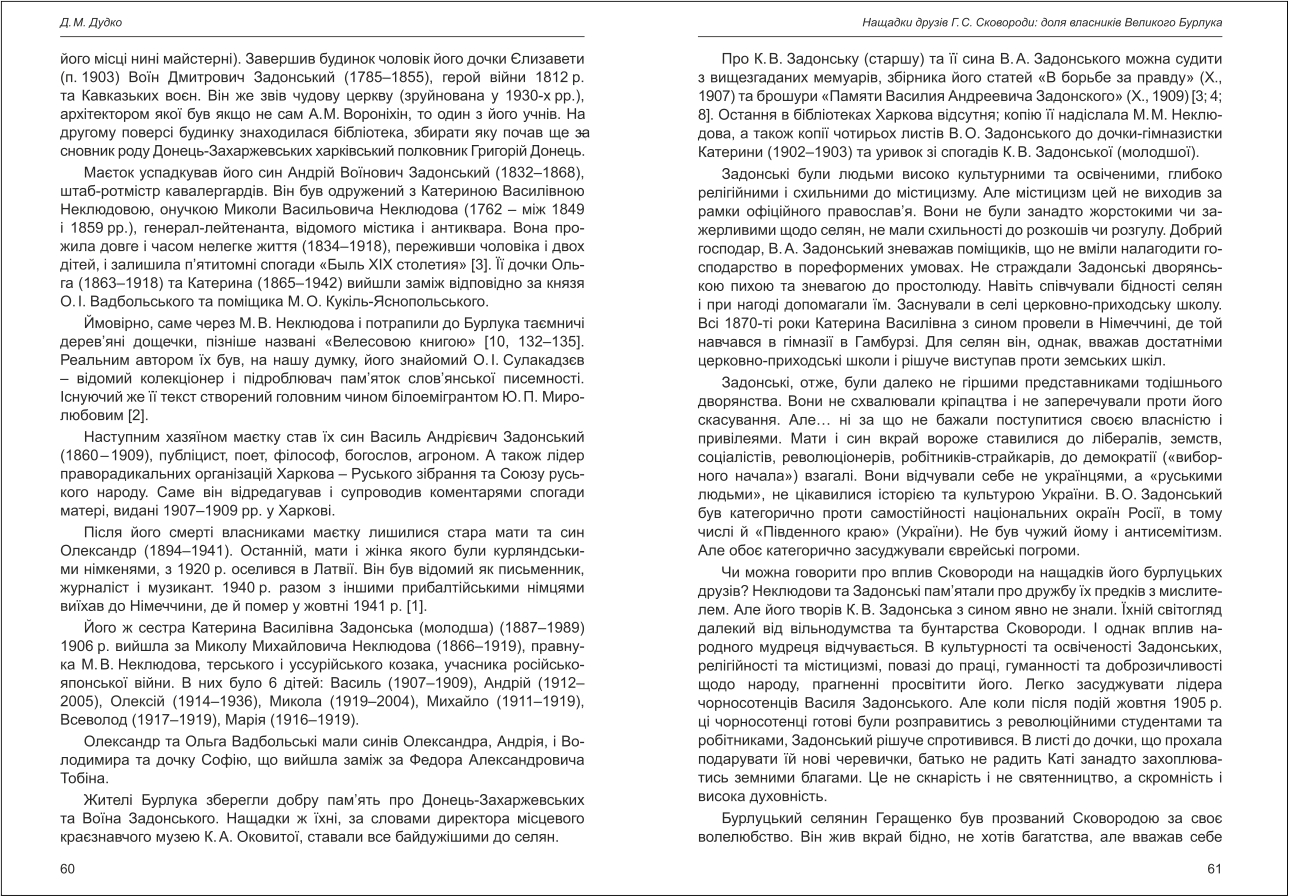 Д. М. Дудко
його місці нині майстерні). Завершив будинок чоловік його дочки Єлизавети
(п. 1903) Воїн Дмитрович Задонський (1785–1855), герой війни 1812 р.
та Кавказьких воєн. Він же звів чудову церкву (зруйнована у 1930-х рр.),
архітектором якої був якщо не сам А. М. Вороніхін, то один з його учнів. На
другому поверсі будинку знаходилася бібліотека, збирати яку почав ще за-
сновник роду Донець-Захаржевських харківський полковник Григорій Донець.
Маєток успадкував його син Андрій Воїнович Задонський (1832–1868),
штаб-ротмістр кавалергардів. Він був одружений з Катериною Василівною
Неклюдовою, онучкою Миколи Васильовича Неклюдова (1762 – між 1849
і 1859 рр.), генерал-лейтенанта, відомого містика і антиквара. Вона про-
жила довге і часом нелегке життя (1834–1918), переживши чоловіка і двох
дітей, і залишила п’ятитомні спогади «Быль XIX столетия» [3]. Її дочки Оль-
га (1863–1918) та Катерина (1865–1942) вийшли заміж відповідно за князя
О. І. Вадбольського та поміщика М. О. Кукіль-Яснопольського.
Ймовірно, саме через М. В. Неклюдова і потрапили до Бурлука таємничі
дерев’яні дощечки, пізніше названі «Велесовою книгою» [10, 132–135].
Реальним автором їх був, на нашу думку, його знайомий О. І. Сулакадзєв
– відомий колекціонер і підроблювач пам’яток слов’янської писемності.
Існуючий же її текст створений головним чином білоемігрантом Ю. П. Миро-
любовим [2].
Наступним хазяїном маєтку став їх син Василь Андрієвич Задонський
(1860 – 1909), публіцист, поет, філософ, богослов, агроном. А також лідер
праворадикальних організацій Харкова – Руського зібрання та Союзу русь-
кого народу. Саме він відредагував і супроводив коментарями спогади
матері, видані 1907–1909 рр. у Харкові.
Після його смерті власниками маєтку лишилися стара мати та син
Олександр (1894–1941). Останній, мати і жінка якого були курляндськи-
ми німкенями, з 1920 р. оселився в Латвії. Він був відомий як письменник,
журналіст і музикант. 1940 р. разом з іншими прибалтійськими німцями
виїхав до Німеччини, де й помер у жовтні 1941 р. [1].
Його ж сестра Катерина Василівна Задонська (молодша) (1887–1989)
1906 р. вийшла за Миколу Михайловича Неклюдова (1866–1919), правну-
ка М. В. Неклюдова, терського і уссурійського козака, учасника російсько-
японської війни. В них було 6 дітей: Василь (1907–1909), Андрій (1912–
2005), Олексій (1914–1936), Микола (1919–2004), Михайло (1911–1919),
Всеволод (1917–1919), Марія (1916–1919).
Олександр та Ольга Вадбольські мали синів Олександра, Андрія, і Во-
лодимира та дочку Софію, що вийшла заміж за Федора Александровича
Тобіна.
Жителі Бурлука зберегли добру пам’ять про Донець-Захаржевських
та Воїна Задонського. Нащадки ж їхні, за словами директора місцевого
краєзнавчого музею К. А. Оковитої, ставали все байдужішими до селян.
60
Нащадки друзів Г. С. Сковороди: доля власників Великого Бурлука
Про К. В. Задонську (старшу) та її сина В. А. Задонського можна судити
з вищезгаданих мемуарів, збірника його статей «В борьбе за правду» (Х.,
1907) та брошури «Памяти Василия Андреевича Задонского» (Х., 1909) [3; 4;
8]. Остання в бібліотеках Харкова відсутня; копію її надіслала М. М. Неклю-
дова, а також копії чотирьох листів В. О. Задонського до дочки-гімназистки
Катерини (1902–1903) та уривок зі спогадів К. В. Задонської (молодшої).
Задонські були людьми високо культурними та освіченими, глибоко
релігійними і схильними до містицизму. Але містицизм цей не виходив за
рамки офіційного православ’я. Вони не були занадто жорстокими чи за-
жерливими щодо селян, не мали схильності до розкошів чи розгулу. Добрий
господар, В. А. Задонський зневажав поміщиків, що не вміли налагодити го-
сподарство в пореформених умовах. Не страждали Задонські дворянсь-
кою пихою та зневагою до простолюду. Навіть співчували бідності селян
і при нагоді допомагали їм. Заснували в селі церковно-приходську школу.
Всі 1870-ті роки Катерина Василівна з сином провели в Німеччині, де той
навчався в гімназії в Гамбурзі. Для селян він, однак, вважав достатніми
церковно-приходські школи і рішуче виступав проти земських шкіл.
Задонські, отже, були далеко не гіршими представниками тодішнього
дворянства. Вони не схвалювали кріпацтва і не заперечували проти його
скасування. Але… ні за що не бажали поступитися своєю власністю і
привілеями. Мати і син вкрай вороже ставилися до лібералів, земств,
соціалістів, революціонерів, робітників-страйкарів, до демократії («вибор-
ного начала») взагалі. Вони відчували себе не українцями, а «руськими
людьми», не цікавилися історією та культурою України. В. О. Задонський
був категорично проти самостійності національних окраїн Росії, в тому
числі й «Південного краю» (України). Не був чужий йому і антисемітизм.
Але обоє категорично засуджували єврейські погроми.
Чи можна говорити про вплив Сковороди на нащадків його бурлуцьких
друзів? Неклюдови та Задонські пам’ятали про дружбу їх предків з мислите-
лем. Але його творів К. В. Задонська з сином явно не знали. Їхній світогляд
далекий від вільнодумства та бунтарства Сковороди. І однак вплив на-
родного мудреця відчувається. В культурності та освіченості Задонських,
релігійності та містицизмі, повазі до праці, гуманності та доброзичливості
щодо народу, прагненні просвітити його. Легко засуджувати лідера
чорносотенців Василя Задонського. Але коли після подій жовтня 1905 р.
ці чорносотенці готові були розправитись з революційними студентами та
робітниками, Задонський рішуче спротивився. В листі до дочки, що прохала
подарувати їй нові черевички, батько не радить Каті занадто захоплюва-
тись земними благами. Це не скнарість і не святенництво, а скромність і
висока духовність.
Бурлуцький селянин Геращенко був прозваний Сковородою за своє
волелюбство. Він жив вкрай бідно, не хотів багатства, але вважав себе
61